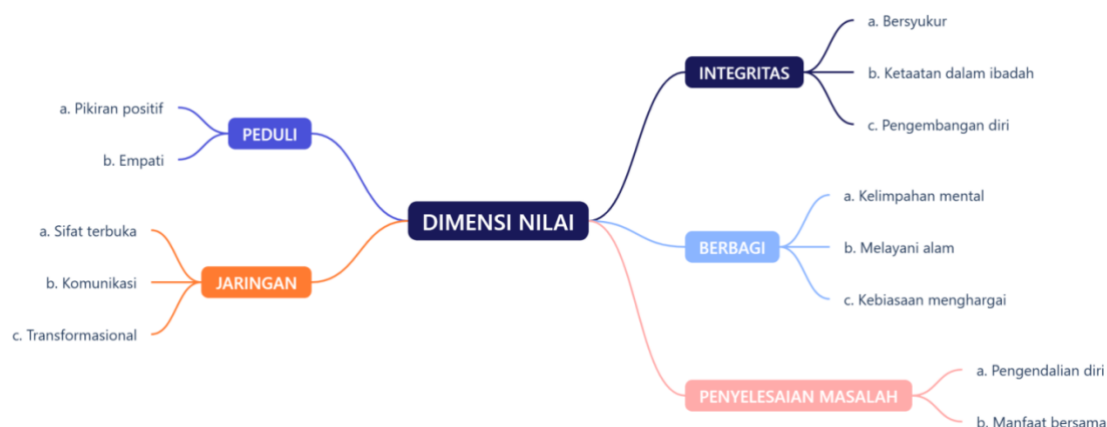 DIMENSI NILAI
INTEGRITAS
a. Bersyukur
b. Ketaatan dalam ibadah
c. Pengembangan diri
BERBAGI
a. Kelimpahan mental
b. Melayani alam
c. Kebiasaan menghargai
PENYELESAIAN MASALAH
a. Pengendalian diri
b. Manfaat bersama
PEDULI
a. Pikiran positif
b. Empati
JARINGAN
a. Sifat terbuka
b. Komunikasi
c. Transformasional